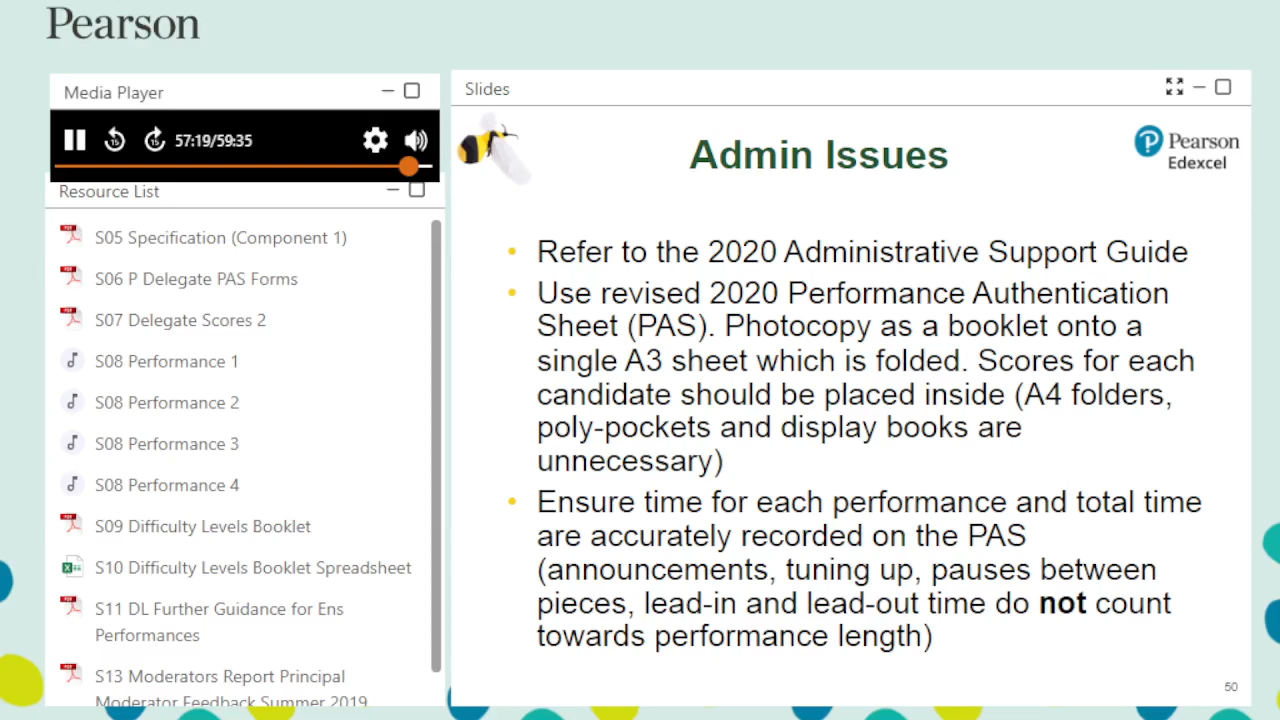 Pearson
Media Player
57:19/59:35
Resource List
S05 Specification (Component 1)
S06 P Delegate PAS Forms
S07 Delegate Scores 2
S08 Performance 1
S08 Performance 2
S08 Performance 3
S08 Performance 4
S09 Difficulty Levels Booklet
S10 Difficulty Levels Booklet Spreadsheet
S11 DL Further Guidance for Ens
Performances
S13 Moderators Report Principal
Moderator Feedback Summer 2019
Slides
Admin Issues
Pearson
Edexcel
• Refer to the 2020 Administrative Support Guide
• Use revised 2020 Performance Authentication
Sheet (PAS). Photocopy as a booklet onto a
single A3 sheet which is folded. Scores for each
candidate should be placed inside (A4 folders,
poly-pockets and display books are
unnecessary)
• Ensure time for each performance and total time
are accurately recorded on the PAS
(announcements, tuning up, pauses between
pieces, lead-in and lead-out time do not count
towards performance length)
50